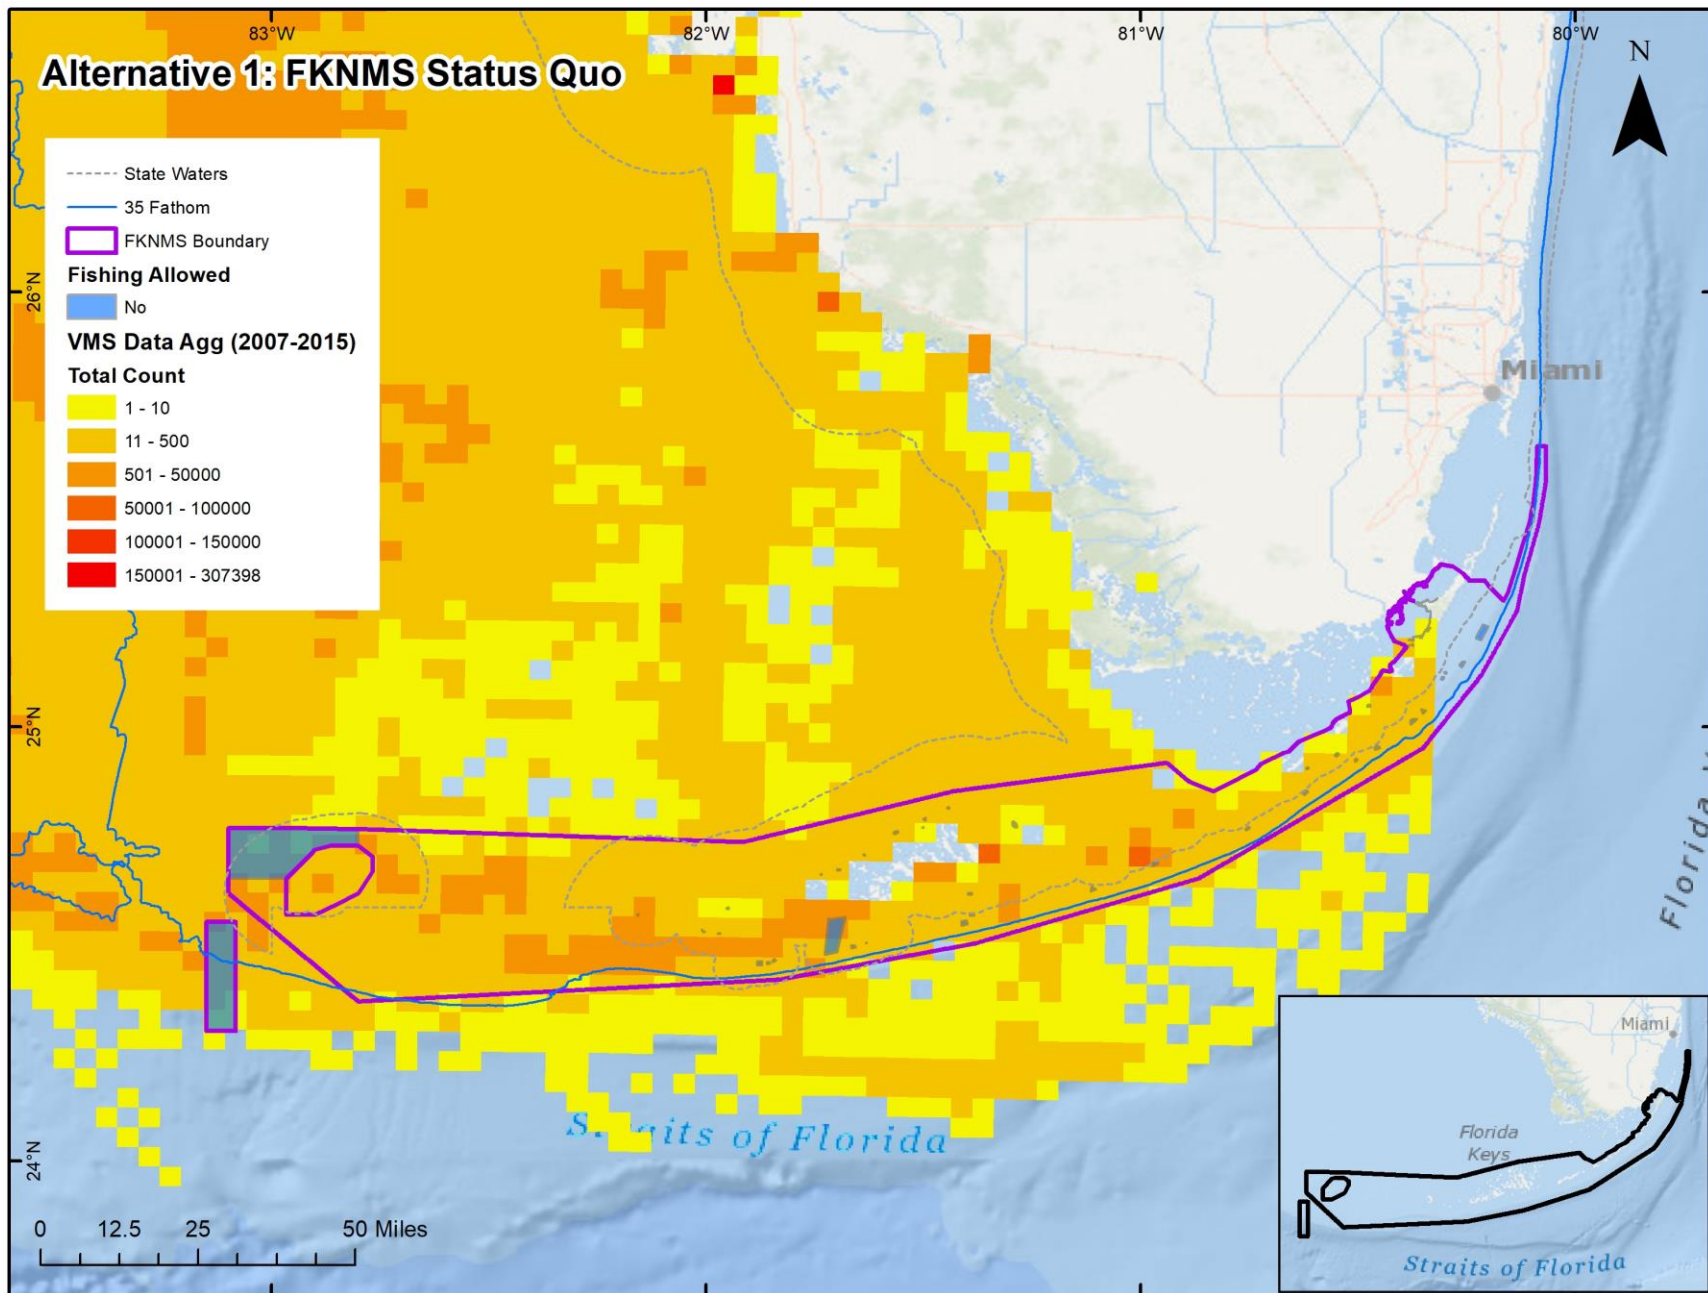 83°W
82°W
81°W
80°W
Alternative 1: FKNMS Status Quo
N
State Waters
35 Fathom
FKNMS Boundary
Fishing Allowed
No
VMS Data Agg (2007-2015)
Total Count
1 - 10
11 - 500
501 - 50000
50001 - 100000
100001 - 150000
150001 - 307398
26°N
25°N
24°N
Miami
Florida
Straits of Florida
0 12.5 25 50 Miles
Miami
Florida
Keys
Straits of Florida